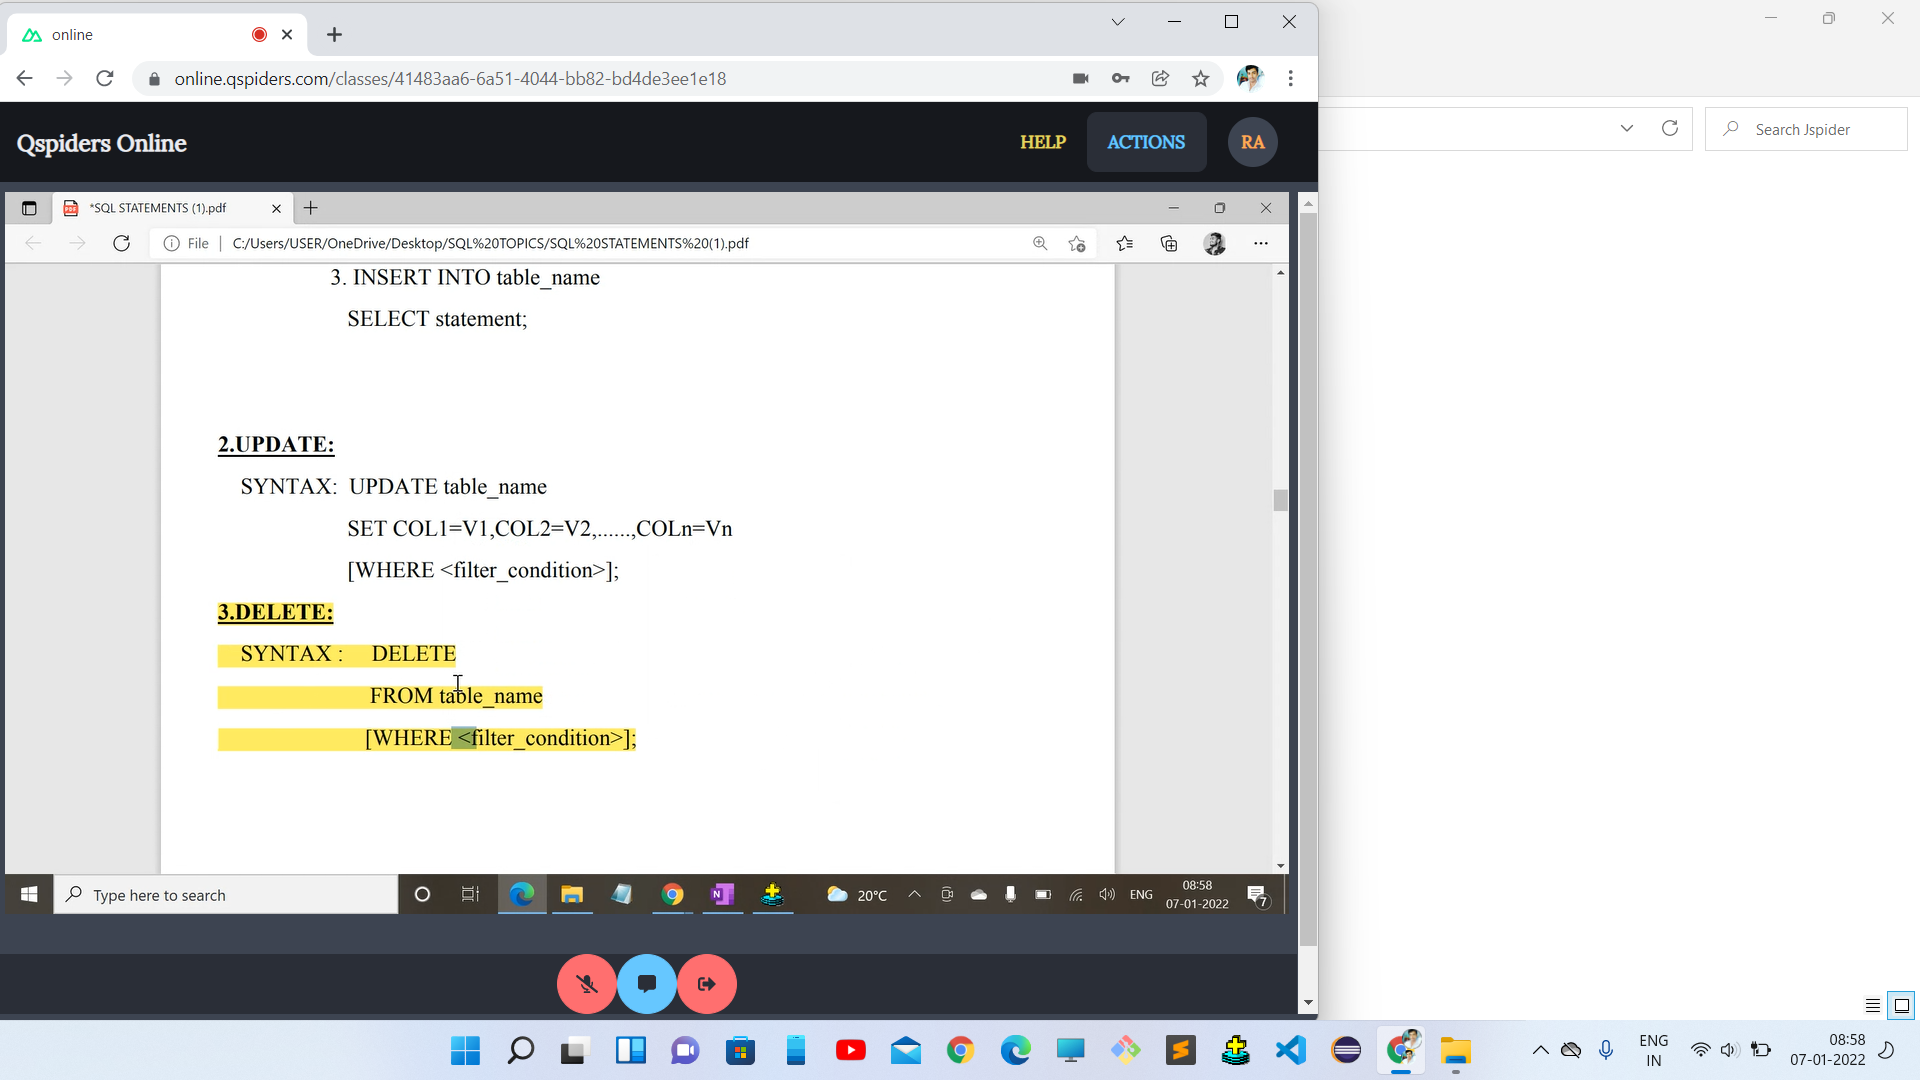 online
online.qspiders.com/classes/41483aa6-6a51-4044-bb82-bd4de3ee1e18
Search Jspider
Qspiders Online
HELP
ACTIONS
RA
*SQL STATEMENTS (1).pdf
File
C:/Users/USER/OneDrive/Desktop/SQL%20TOPICS/SQL%20STATEMENTS%20(1).pdf
3. INSERT INTO table_name
SELECT statement;
2.UPDATE:
SYNTAX: UPDATE table_name
SET COL1=V1,COL2=V2,......,COLn=Vn
[WHERE <filter_condition>];
3.DELETE:
SYNTAX : DELETE
FROM table_name
[WHERE <filter_condition>];
Type here to search
20°C
ENG
08:58
07-01-2022
7
ENG
IN
08:58
07-01-2022